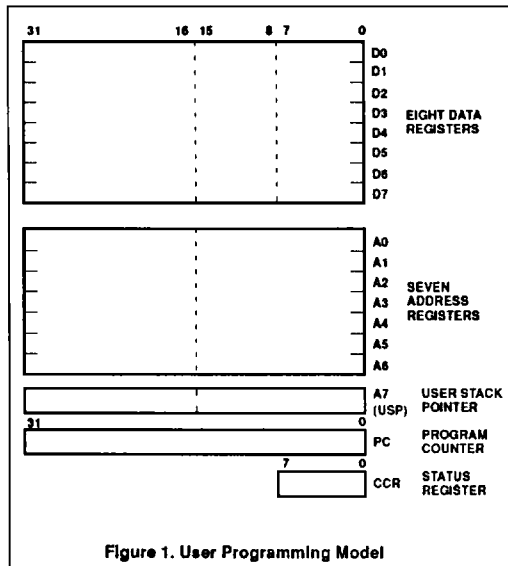 31 16 15 8 7 0
D0
D1
D2
D3
D4
D5
D6
D7
EIGHT DATA
REGISTERS
A0
A1
A2
A3
A4
A5
A6
SEVEN
ADDRESS
REGISTERS
A7
(USP)
USER STACK
POINTER
31 0
PC
PROGRAM
COUNTER
7 0
CCR
STATUS
REGISTER
Figure 1. User Programming Model